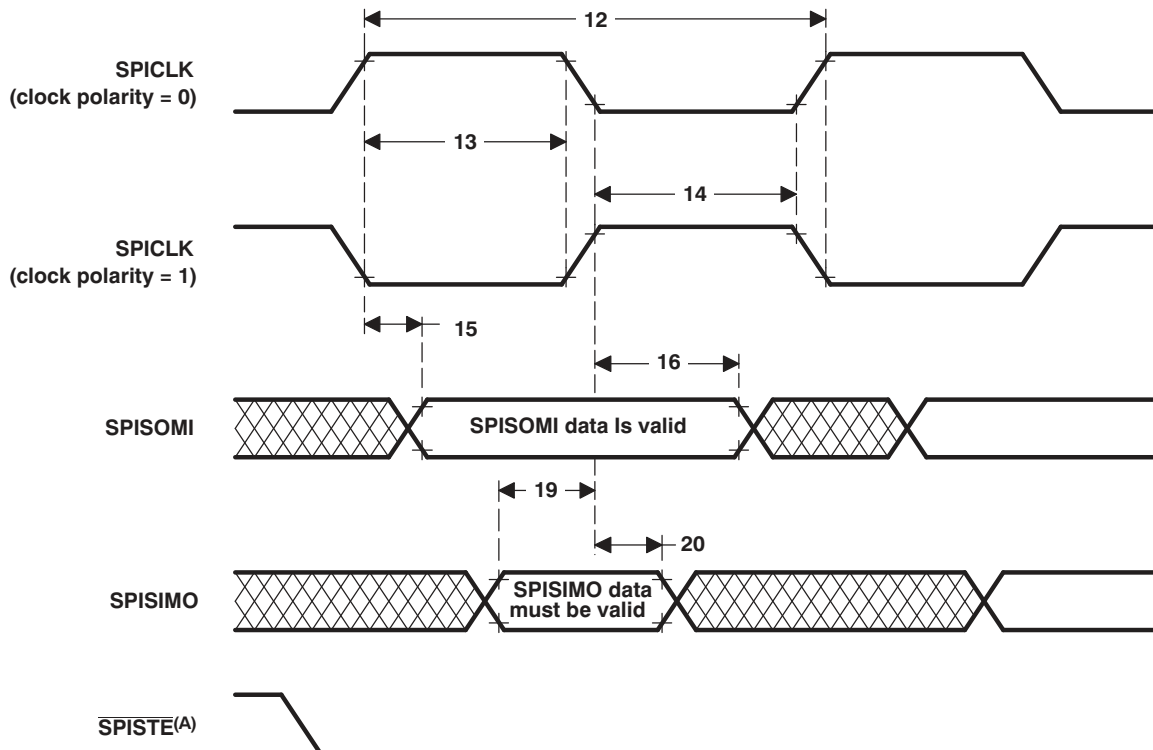 12
SPICLK
(clock polarity = 0)
13
14
SPICLK
(clock polarity = 1)
15
16
SPISOMI
SPISOMI data Is valid
19
20
SPISIMO
SPISIMO data
must be valid
SPISTE(A)